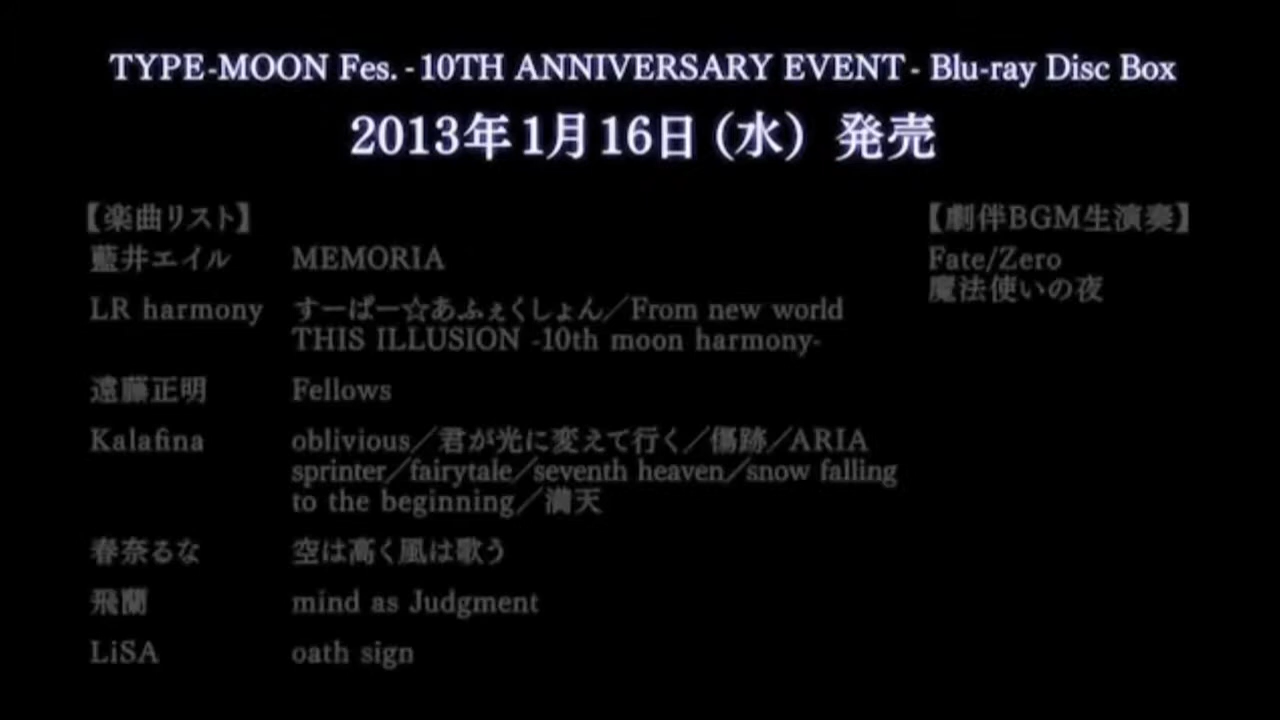 TYPE-MOON Fes. - 10TH ANNIVERSARY EVENT - Blu-ray Disc Box
2013年1月16日（水）発売
【楽曲リスト】
藍井エイル MEMORIA
LR harmony すーぱー☆あふぇくしょん／From new world
THIS ILLUSION -10th moon harmony-
遠藤正明 Fellows
Kalafina oblivious／君が光に変えて行く／傷跡／ARIA
sprinter／fairytale／seventh heaven／snow falling
to the beginning／満天
春奈るな 空は高く風は歌う
飛蘭 mind as Judgment
LiSA oath sign
【劇伴BGM生演奏】
Fate/Zero
魔法使いの夜